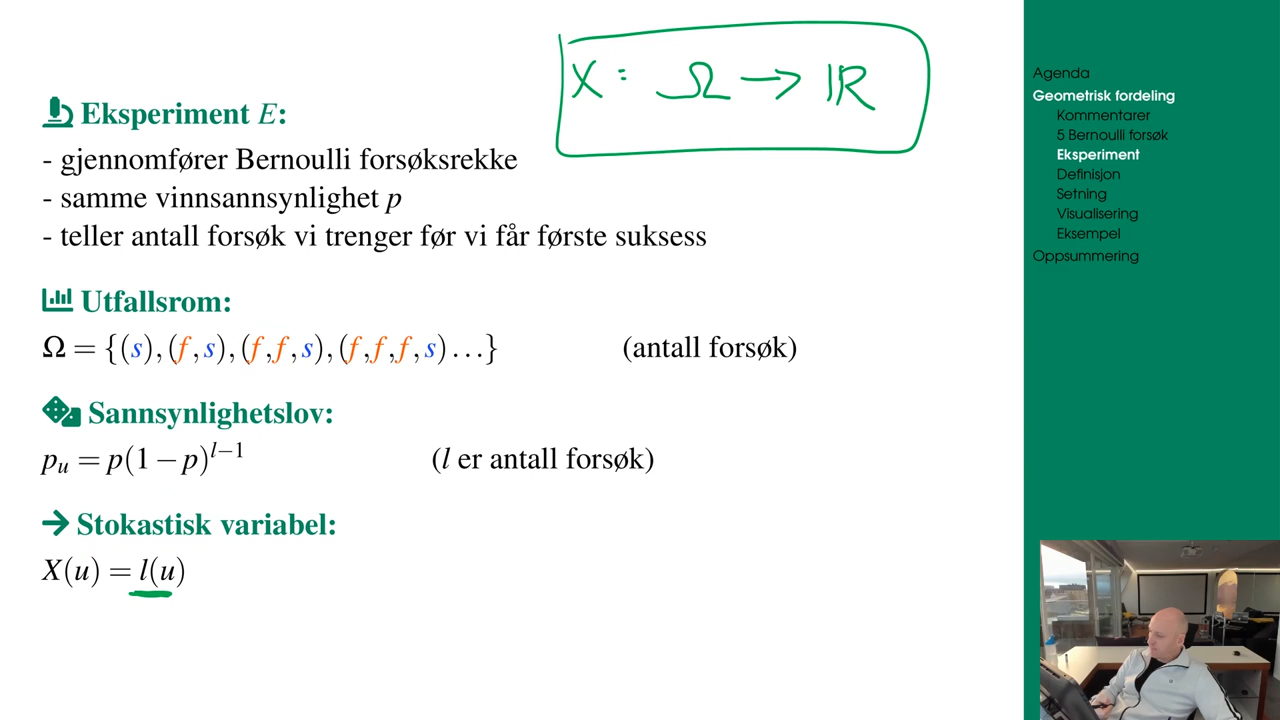 X : Ω → ℝ
Eksperiment E:
- gjennomfører Bernoulli forsøksrekke
- samme vinnsannsynlighet p
- teller antall forsøk vi trenger før vi får første suksess
Utfallsrom:
Ω = {(s), (f,s), (f,f,s), (f,f,f,s)...} (antall forsøk)
Sannsynlighetslov:
pᵤ = p(1−p)^{l−1} (l er antall forsøk)
Stokastisk variabel:
X(u) = l(u)
Agenda
Geometrisk fordeling
Kommentarer
5 Bernoulli forsøk
Eksperiment
Definisjon
Setning
Visualisering
Eksempel
Oppsummering